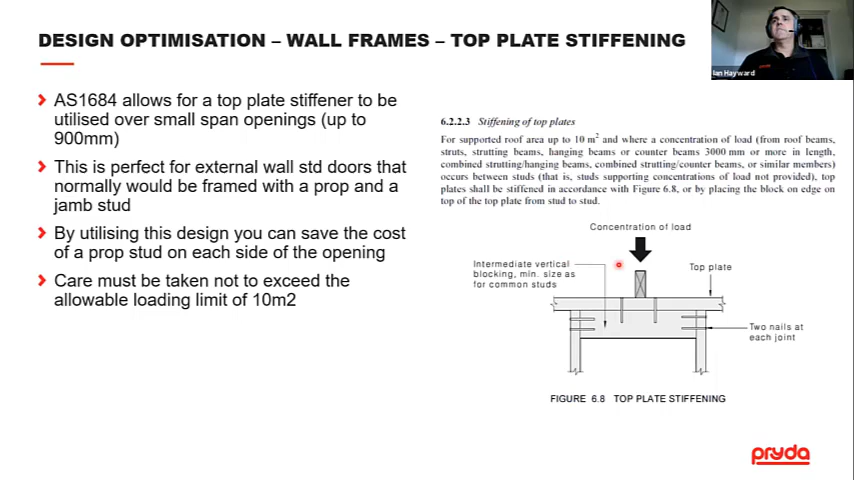 DESIGN OPTIMISATION – WALL FRAMES – TOP PLATE STIFFENING
Ian Hayward
AS1684 allows for a top plate stiffener to be
utilised over small span openings (up to
900mm)
This is perfect for external wall std doors that
normally would be framed with a prop and a
jamb stud
By utilising this design you can save the cost
of a prop stud on each side of the opening
Care must be taken not to exceed the
allowable loading limit of 10m2
6.2.2.3 Stiffening of top plates
For supported roof area up to 10 m² and where a concentration of load (from roof beams,
struts, strutting beams, hanging beams or counter beams 3000 mm or more in length,
combined strutting/hanging beams, combined strutting/counter beams, or similar members)
occurs between studs (that is, studs supporting concentrations of load not provided), top
plates shall be stiffened in accordance with Figure 6.8, or by placing the block on edge on
top of the top plate from stud to stud.
Concentration of load
Intermediate vertical
blocking, min. size as
for common studs
Top plate
Two nails at
each joint
FIGURE 6.8 TOP PLATE STIFFENING
pryda